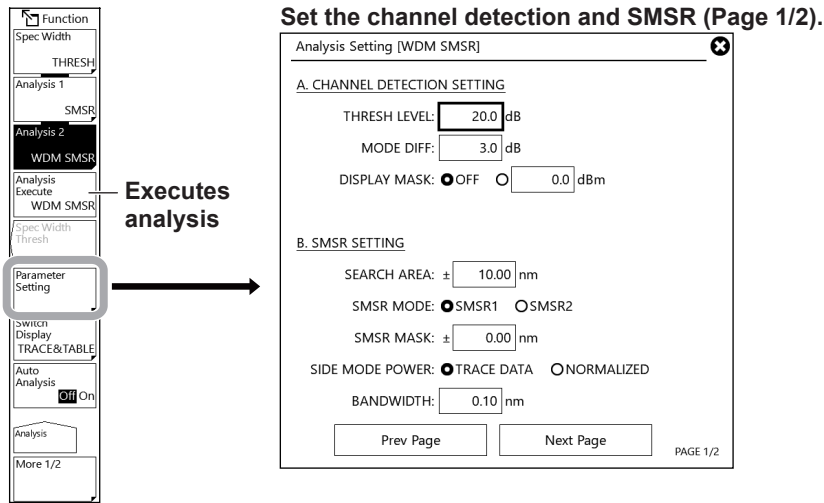 Function
Spec Width
THRESH
Analysis 1
SMSR
Analysis 2
WDM SMSR
Analysis
Execute
WDM SMSR
Spec Width
Thresh
Parameter
Setting
Switch
Display
TRACE&TABLE
Auto
Analysis
Off On
Analysis
More 1/2
Executes
analysis
Set the channel detection and SMSR (Page 1/2).
Analysis Setting [WDM SMSR]
A. CHANNEL DETECTION SETTING
THRESH LEVEL: 20.0 dB
MODE DIFF: 3.0 dB
DISPLAY MASK: OFF 0.0 dBm
B. SMSR SETTING
SEARCH AREA: ± 10.00 nm
SMSR MODE: SMSR1 SMSR2
SMSR MASK: ± 0.00 nm
SIDE MODE POWER: TRACE DATA NORMALIZED
BANDWIDTH: 0.10 nm
Prev Page Next Page
PAGE 1/2